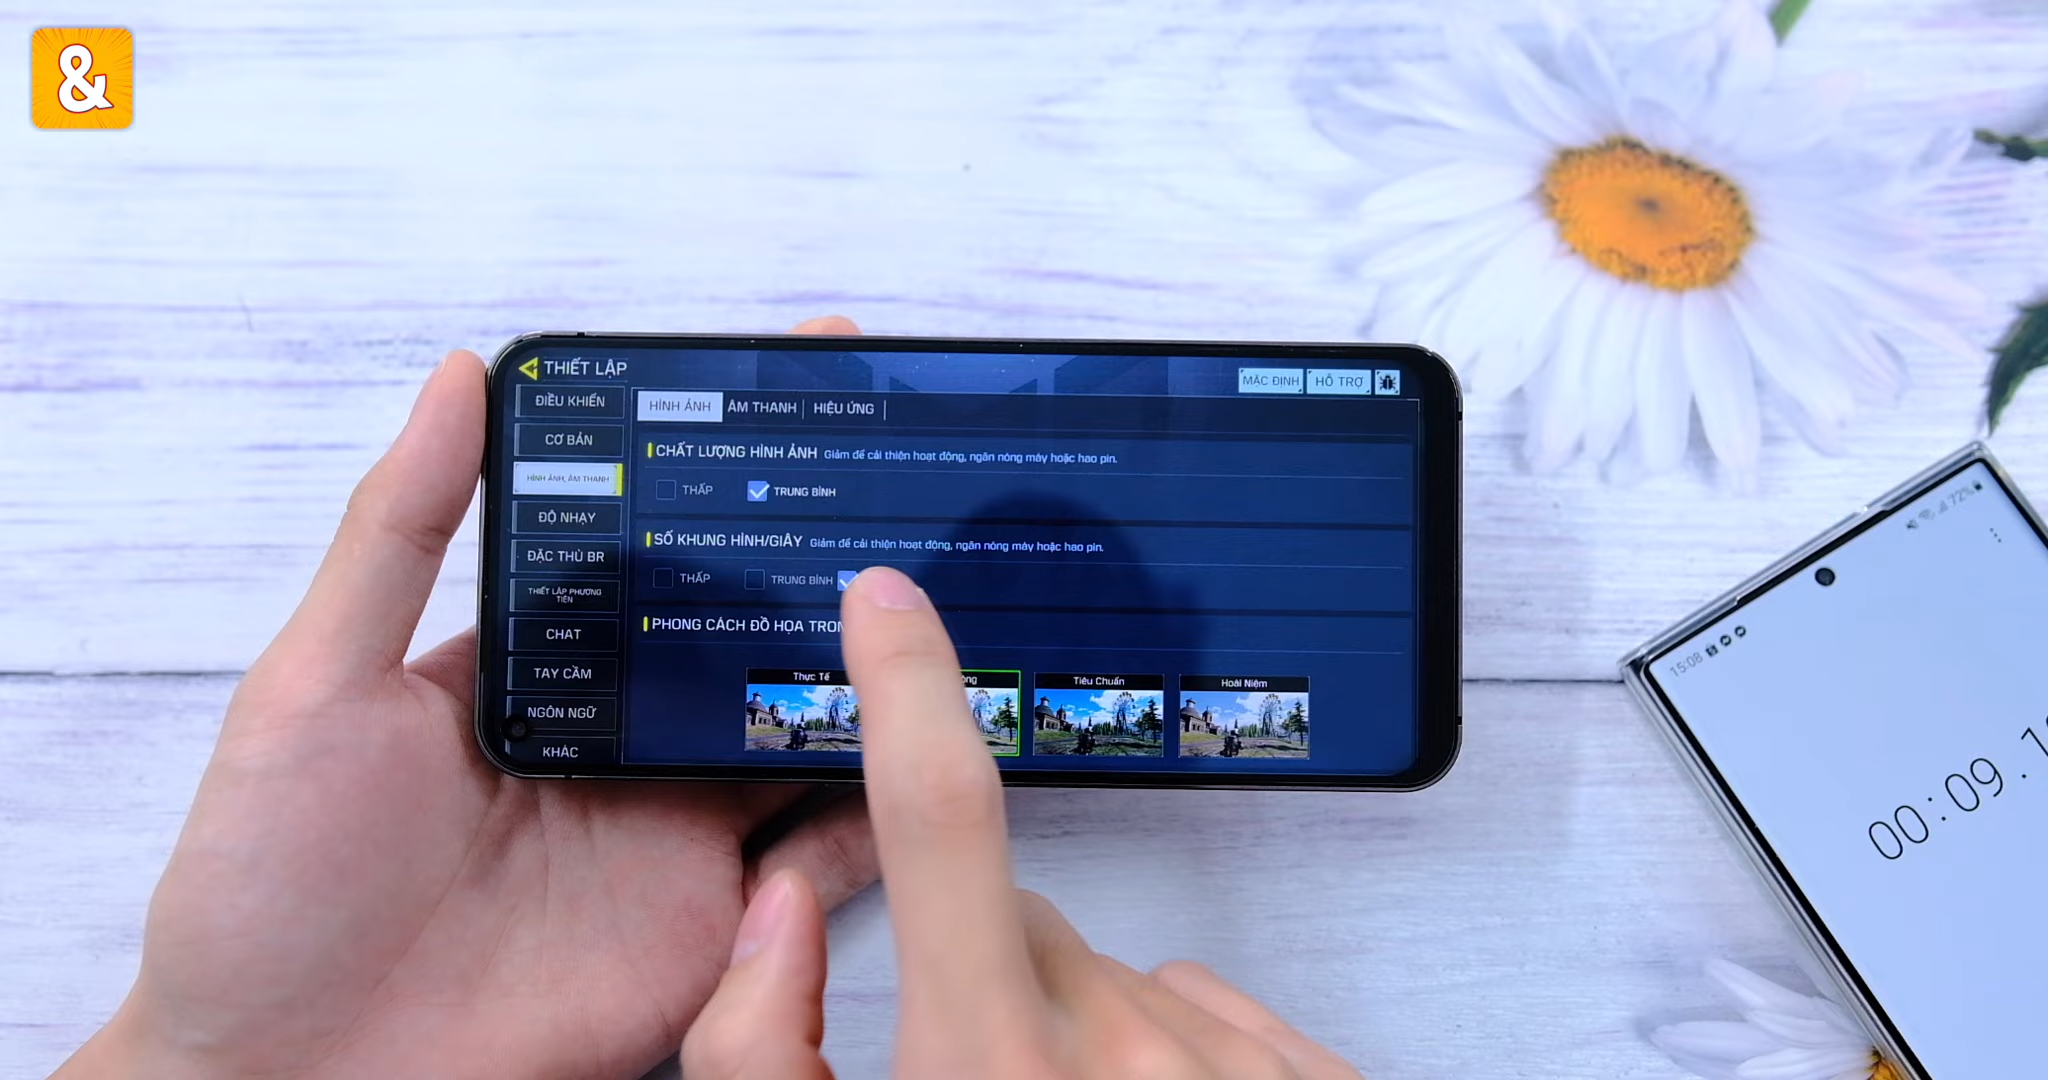 &
THIẾT LẬP
MẶC ĐỊNH
HỖ TRỢ
ĐIỀU KHIỂN
CƠ BẢN
HÌNH ẢNH, ÂM THANH
ĐỘ NHẠY
ĐẶC THÙ BR
THIẾT LẬP PHƯƠNG
TIỆN
CHAT
TAY CẦM
NGÔN NGỮ
KHÁC
HÌNH ẢNH
ÂM THANH
HIỆU ỨNG
CHẤT LƯỢNG HÌNH ẢNH Giảm để cải thiện hoạt động, ngăn nóng máy hoặc hao pin.
THẤP
TRUNG BÌNH
SỐ KHUNG HÌNH/GIÂY Giảm để cải thiện hoạt động, ngăn nóng máy hoặc hao pin.
THẤP
TRUNG BÌNH
PHONG CÁCH ĐỒ HỌA
Thực Tế
Tiêu Chuẩn
Hoài Niệm
72%
15:08
00:09.1